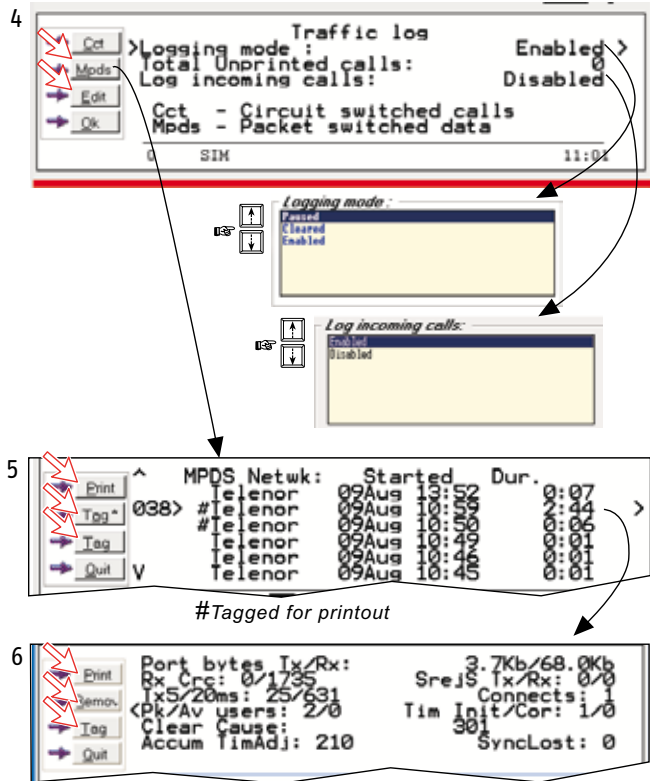 4
Traffic log
Cct
>Logging mode : Enabled >
Mpds
Total Unprinted calls: 0
Log incoming calls: Disabled
Edit
Cct - Circuit switched calls
Ok
Mpds - Packet switched data
0 SIM 11:01
Logging mode :
Paused
Cleared
Enabled
Log incoming calls:
Enabled
Disabled
5
^ MPDS Netwk: Started Dur.
Print
Telenor 09Aug 13:52 0:07
Tag^
038> #Telenor 09Aug 10:59 2:44 >
#Telenor 09Aug 10:50 0:06
Tag
Telenor 09Aug 10:49 0:01
Telenor 09Aug 10:46 0:01
Quit
V Telenor 09Aug 10:45 0:01
#Tagged for printout
6
Port bytes Tx/Rx: 3.7Kb/68.0Kb
Print
Rx Crc: 0/1735 SrejS Tx/Rx: 0/0
Tx5/20ms: 25/631 Connects: 1
Remov
<Pk/Av users: 2/0 Tim Init/Cor: 1/0
Tag
Clear Cause: 301
Accum TimAdj: 210 SyncLost: 0
Quit